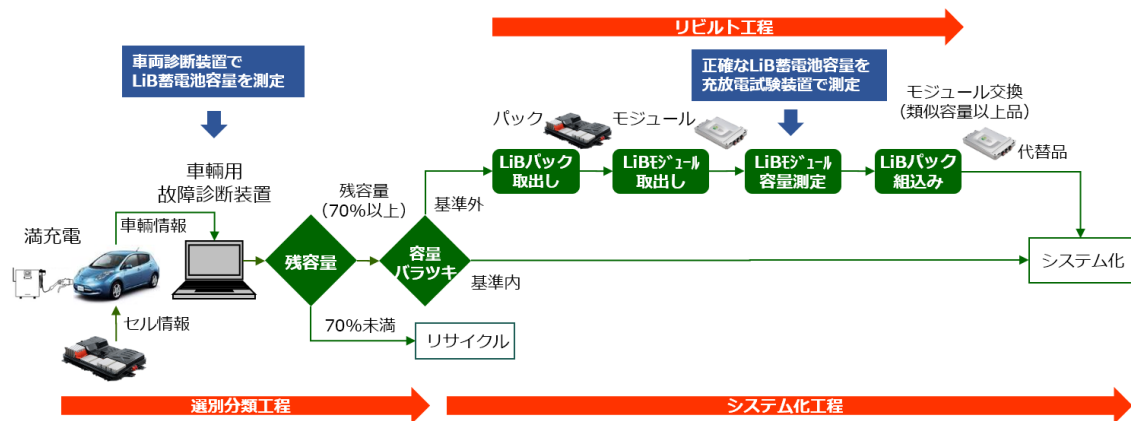 リビルト工程
車両診断装置で
LiB蓄電池容量を測定
正確なLiB蓄電池容量を
充放電試験装置で測定
モジュール交換
（類似容量以上品）
パック
モジュール
代替品
LiBパック
取出し
LiBﾓｼﾞｭｰﾙ
取出し
LiBﾓｼﾞｭｰﾙ
容量測定
LiBパック
組込み
車輌用
故障診断装置
残容量
（70％以上）
基準外
満充電
車輌情報
残容量
容量
バラツキ
基準内
システム化
セル情報
70％未満
リサイクル
選別分類工程
システム化工程